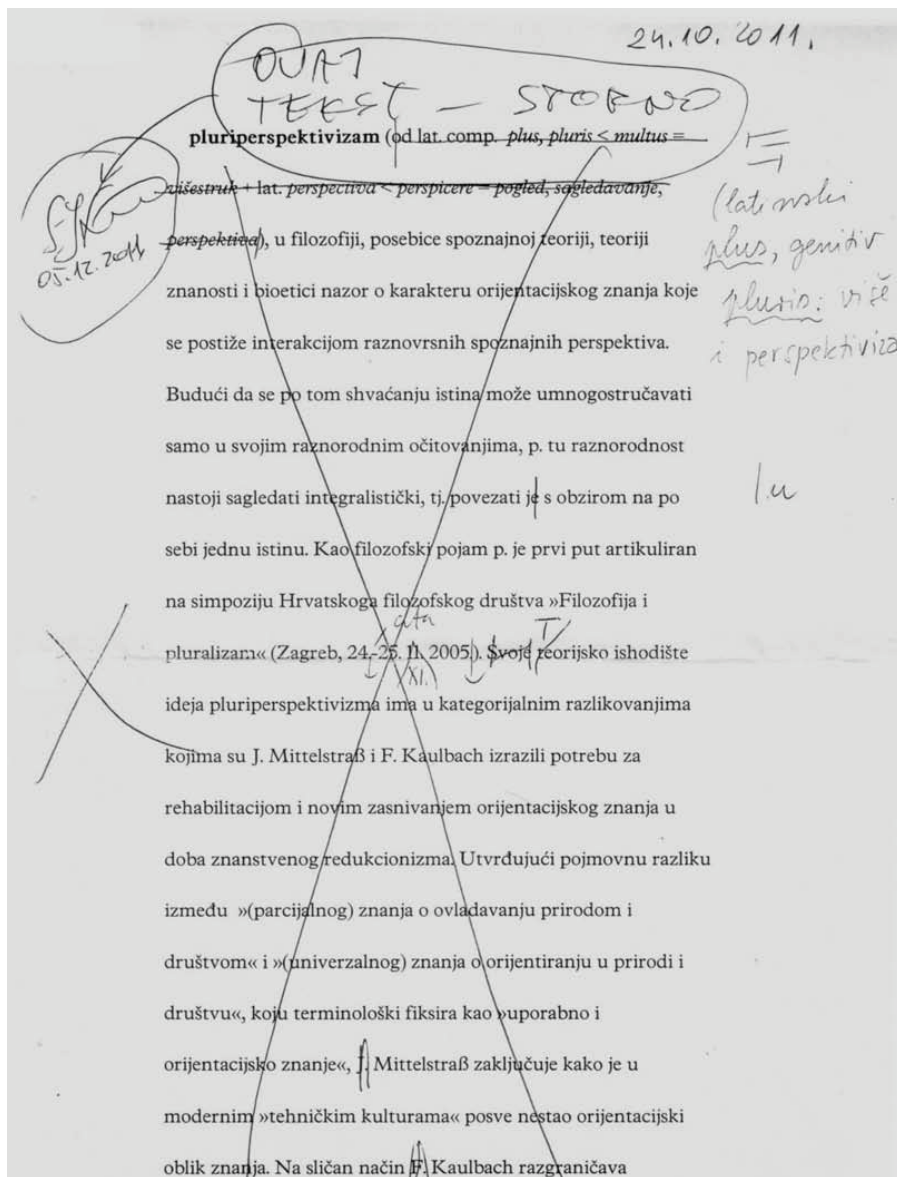 24.10.2011.
OVAJ
TEKST – STORNO
pluriperspektivizam (od lat. comp. plus, pluris < multus =
višestruk + lat. perspectiva < perspicere = pogled, sagledavanje,
perspektiva), u filozofiji, posebice spoznajnoj teoriji, teoriji
05.12.2011
(latinski
plus, genitiv
pluris: više
i perspektiviza
znanosti i bioetici nazor o karakteru orijentacijskog znanja koje
se postiže interakcijom raznovrsnih spoznajnih perspektiva.
Budući da se po tom shvaćanju istina može umnogostručavati
samo u svojim raznorodnim očitovanjima, p. tu raznorodnost
nastoji sagledati integralistički, tj. povezati je s obzirom na po
u
sebi jednu istinu. Kao filozofski pojam p. je prvi put artikuliran
na simpoziju Hrvatskoga filozofskog društva »Filozofija i
pluralizam« (Zagreb, 24.-25. II. 2005.). Svoje teorijsko ishodište
T
XI.
ideja pluriperspektivizma ima u kategorijalnim razlikovanjima
kojima su J. Mittelstraß i F. Kaulbach izrazili potrebu za
rehabilitacijom i novim zasnivanjem orijentacijskog znanja u
doba znanstvenog redukcionizma. Utvrđujući pojmovnu razliku
između »(parcijalnog) znanja o ovladavanju prirodom i
društvom« i »(univerzalnog) znanja o orijentiranju u prirodi i
društvu«, koju terminološki fiksira kao »uporabno i
orijentacijsko znanje«, J. Mittelstraß zaključuje kako je u
modernim »tehničkim kulturama« posve nestao orijentacijski
oblik znanja. Na sličan način F. Kaulbach razgraničava